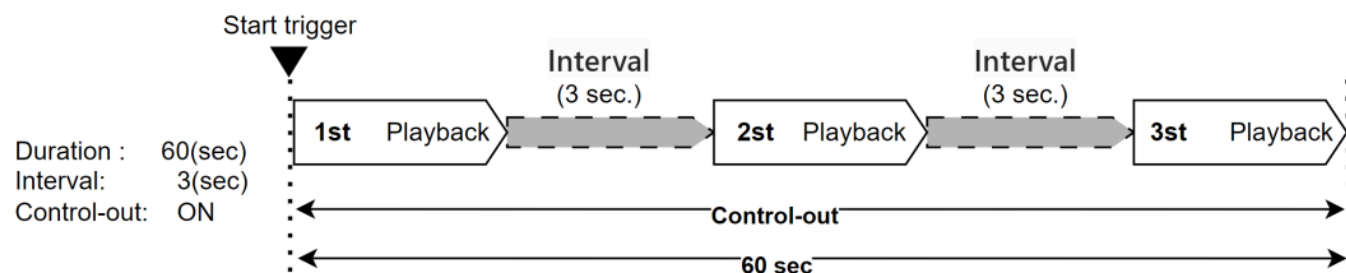 Start trigger
Interval
(3 sec.)
Interval
(3 sec.)
1st Playback
2st Playback
3st Playback
Duration : 60(sec)
Interval: 3(sec)
Control-out: ON
Control-out
60 sec